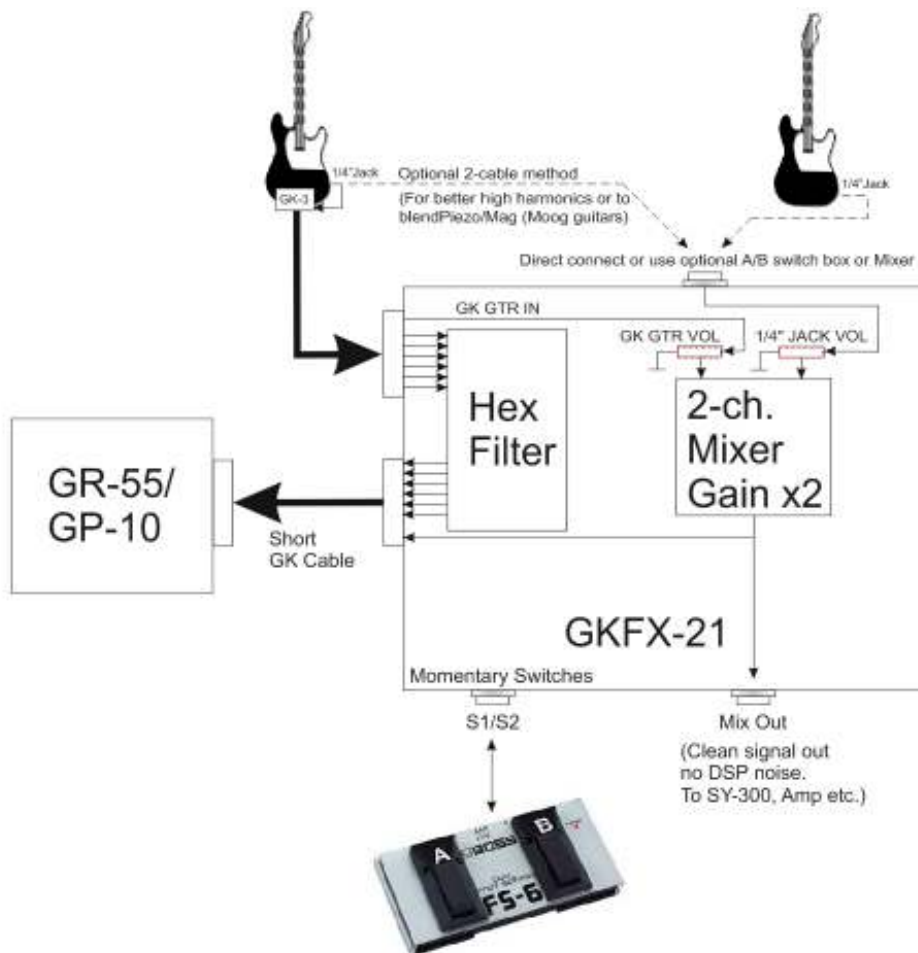 1/4"Jack
GK-3
Optional 2-cable method
(For better high harmonics or to
blendPiezo/Mag (Moog guitars)
1/4"Jack
Direct connect or use optional A/B switch box or Mixer
GK GTR IN
GK GTR VOL
1/4" JACK VOL
Hex
Filter
2-ch.
Mixer
Gain x2
GR-55/
GP-10
Short
GK Cable
GKFX-21
Momentary Switches
S1/S2
Mix Out
(Clean signal out
no DSP noise.
To SY-300, Amp etc.)
A
B
BOSS
FS-6